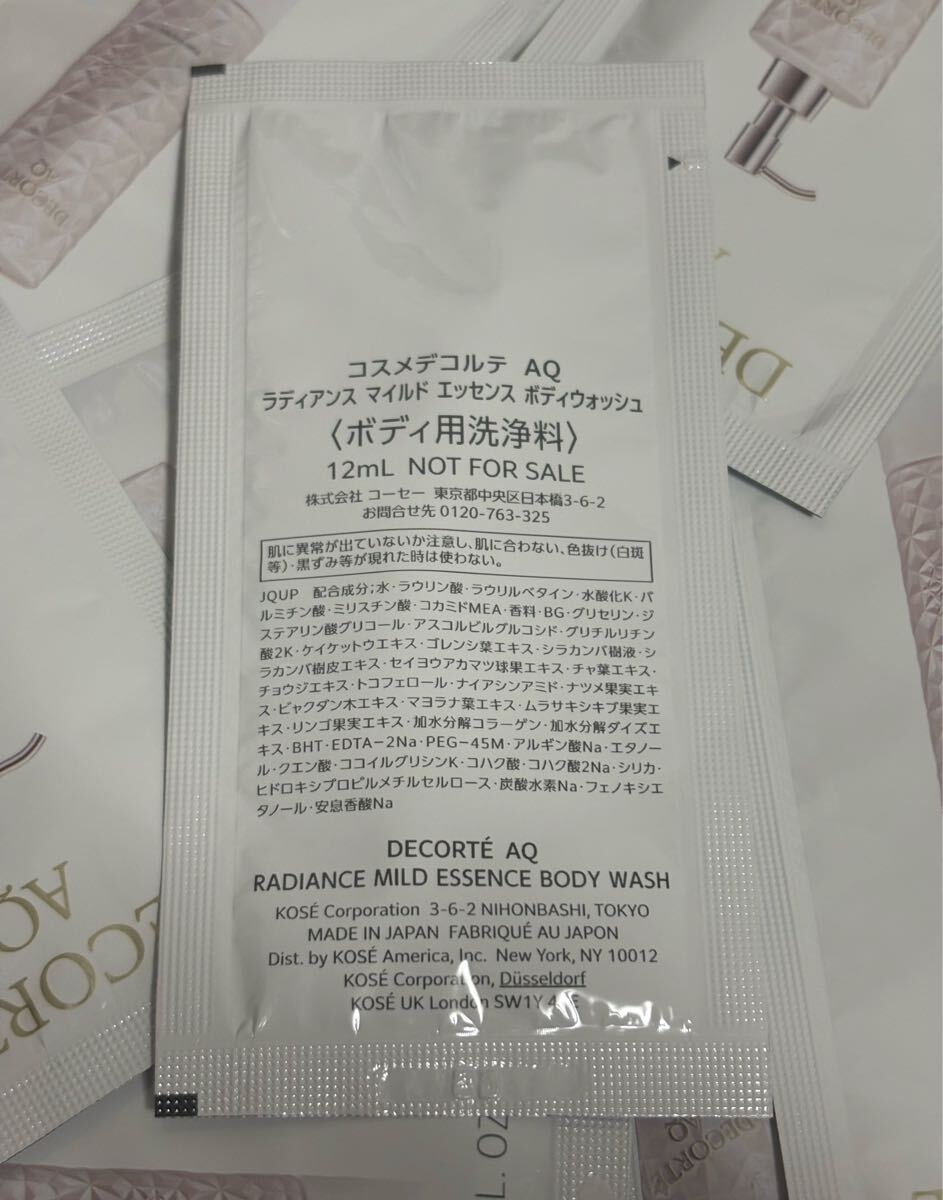 コスメデコルテ AQ
ラディアンス マイルド エッセンス ボディウォッシュ
〈ボディ用洗浄料〉
12mL NOT FOR SALE
株式会社 コーセー 東京都中央区日本橋3-6-2
お問合せ先 0120-763-325
肌に異常が出ていないか注意し、肌に合わない、色抜け(白斑
等)・黒ずみ等が現れた時は使わない。
JQUP 配合成分;水・ラウリン酸・ラウリルベタイン・水酸化K・パ
ルミチン酸・ミリスチン酸・コカミドMEA・香料・BG・グリセリン・ジ
ステアリン酸グリコール・アスコルビルグルコシド・グリチルリチン
酸2K・ケイケットウエキス・ゴレンシ葉エキス・シラカンバ樹液・シ
ラカンバ樹皮エキス・セイヨウアカマツ球果エキス・チャ葉エキス・
チョウジエキス・トコフェロール・ナイアシンアミド・ナツメ果実エキ
ス・ビャクダン木エキス・マヨラナ葉エキス・ムラサキシキブ果実エ
キス・リンゴ果実エキス・加水分解コラーゲン・加水分解ダイズエ
キス・BHT・EDTA-2Na・PEG-45M・アルギン酸Na・エタノー
ル・クエン酸・ココイルグリシンK・コハク酸・コハク酸2Na・シリカ・
ヒドロキシプロピルメチルセルロース・炭酸水素Na・フェノキシエ
タノール・安息香酸Na
DECORTÉ AQ
RADIANCE MILD ESSENCE BODY WASH
KOSÉ Corporation 3-6-2 NIHONBASHI, TOKYO
MADE IN JAPAN FABRIQUÉ AU JAPON
Dist. by KOSÉ America, Inc. New York, NY 10012
KOSÉ Corporation, Düsseldorf
KOSÉ UK London SW1Y
DECORTÉ
AQ
DECORTÉ
AQ
AQ
DECORTÉ
AQ